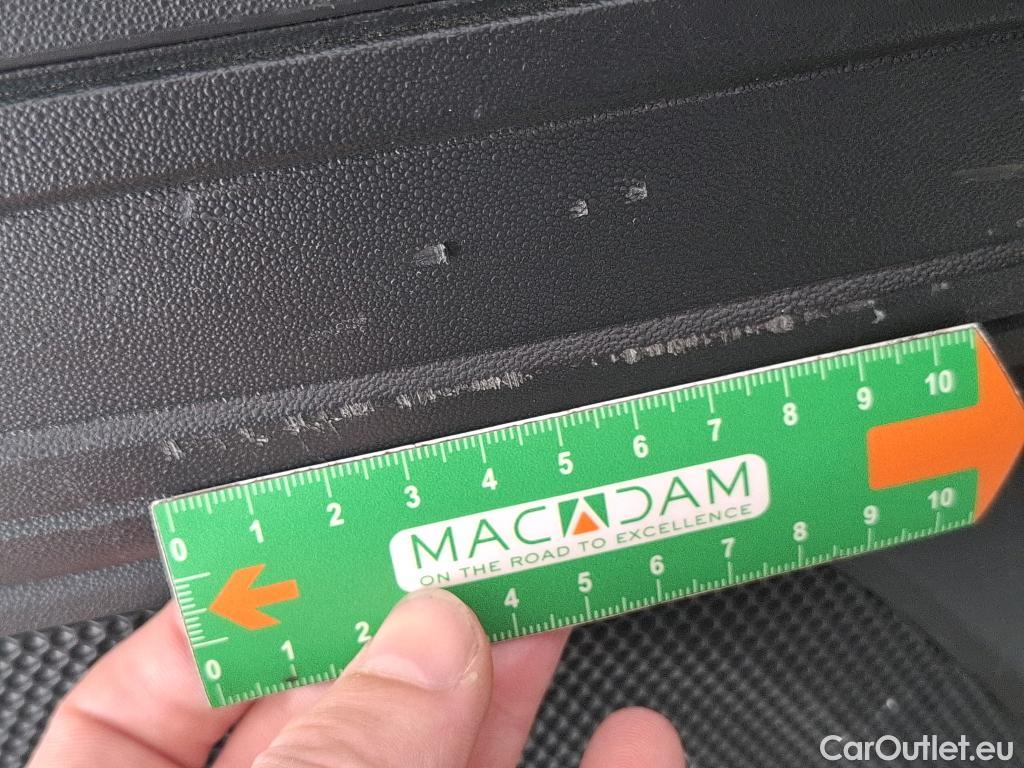 0 1 2 3 4 5 6 7 8 9 10
MACADAM
ON THE ROAD TO EXCELLENCE
0 1 2 4 5 6 7 8 9 10
CarOutlet.eu